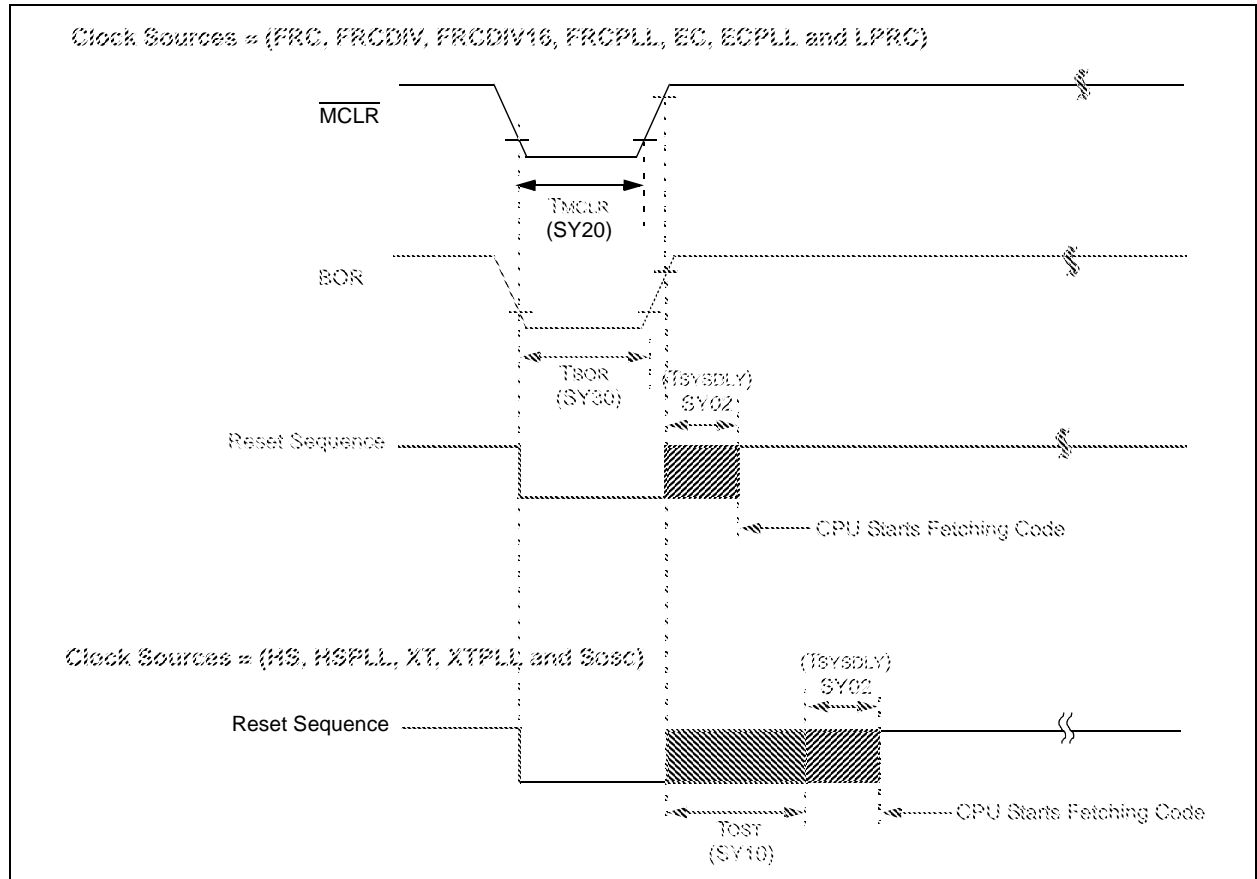 Clock Sources = (FRC, FRCDIV, FRCDIV16, FRCPLL, EC, ECPLL and LPRC)
MCLR
TMCLR
(SY20)
BOR
TBOR
(SY30)
(TSYSDLY)
SY02
Reset Sequence
CPU Starts Fetching Code
Clock Sources = (HS, HSPLL, XT, XTPLL and SOSC)
(TSYSDLY)
SY02
Reset Sequence
CPU Starts Fetching Code
TOST
(SY10)